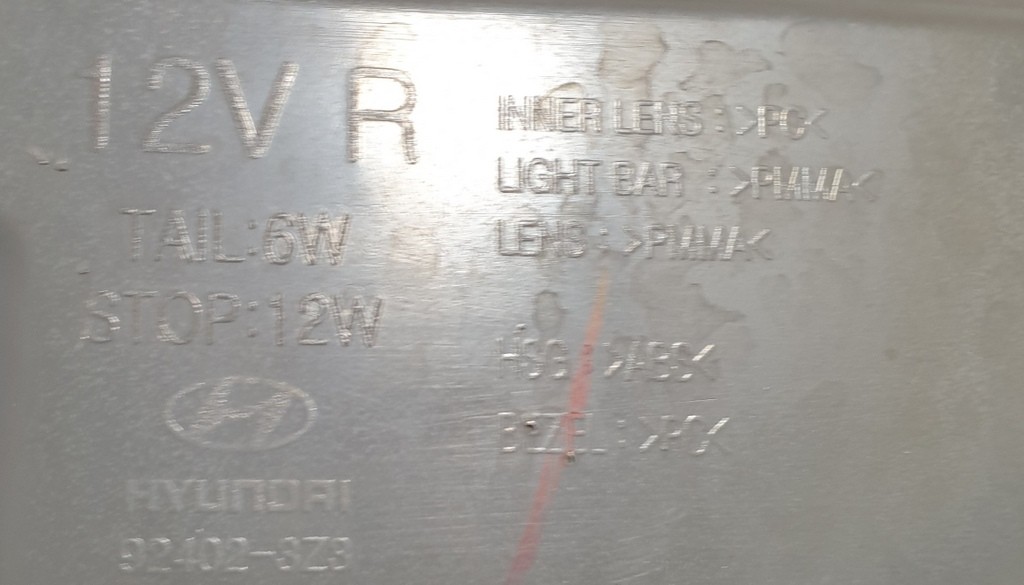 12V R
TAIL:6W
STOP:12W
HYUNDAI
92402-3Z3
INNER LENS : >PC<
LIGHT BAR : >PMMA<
LENS : >PMMA<
HSG : >ABS<
BEZEL : >PC<